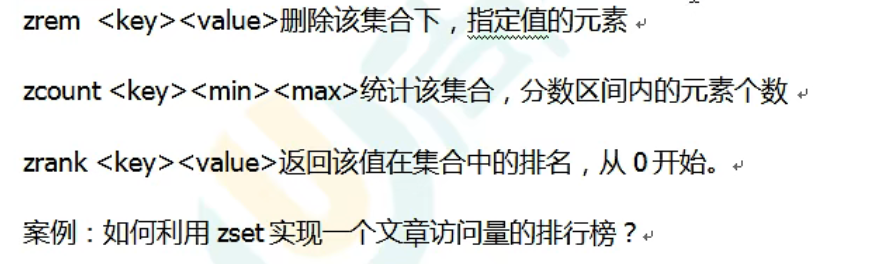 zrem  <key><value>删除该集合下，指定值的元素
zcount <key><min><max>统计该集合，分数区间内的元素个数
zrank <key><value>返回该值在集合中的排名，从 0 开始。
案例：如何利用 zset 实现一个文章访问量的排行榜？